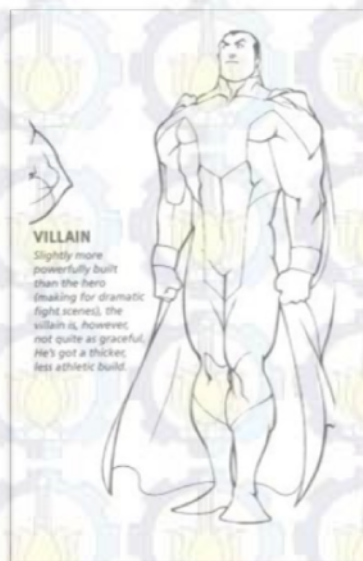 VILLAIN
Slightly more
powerfully built
than the hero
(making for dramatic
fight scenes), the
villain is, however,
not quite as graceful.
He's got a thicker,
less athletic build.